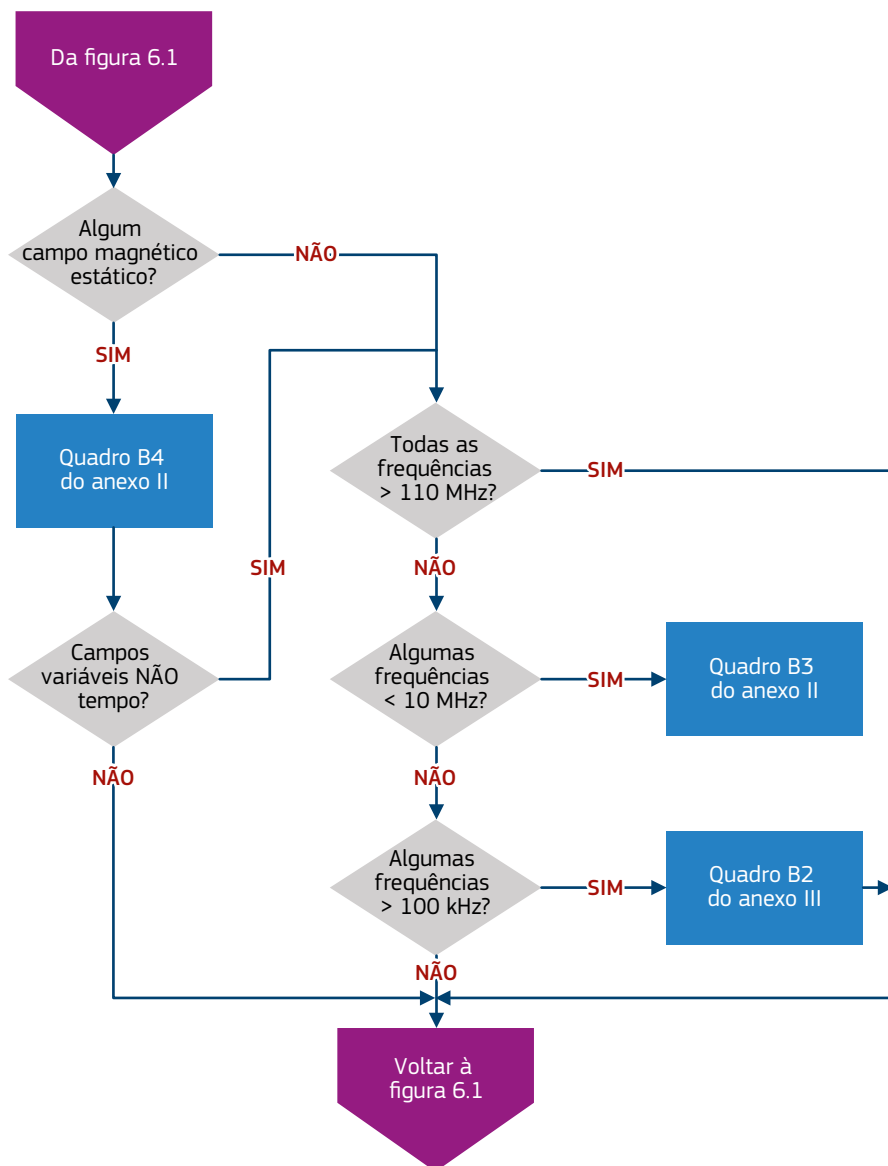 Da figura 6.1
Algum
campo magnético
estático?
NÃO
SIM
Quadro B4
do anexo II
SIM
Campos
variáveis NÃO
tempo?
NÃO
Todas as
frequências
> 110 MHz?
SIM
NÃO
Algumas
frequências
< 10 MHz?
SIM
Quadro B3
do anexo II
NÃO
Algumas
frequências
> 100 kHz?
SIM
Quadro B2
do anexo III
NÃO
Voltar à
figura 6.1